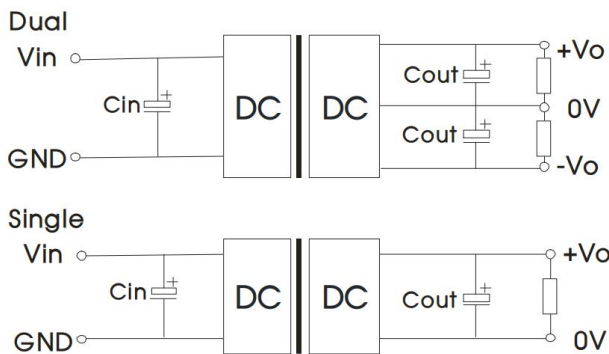 Dual
Vin
Cin
GND
DC
DC
Cout
Cout
+Vo
0V
-Vo
Single
Vin
Cin
GND
DC
DC
Cout
+Vo
0V